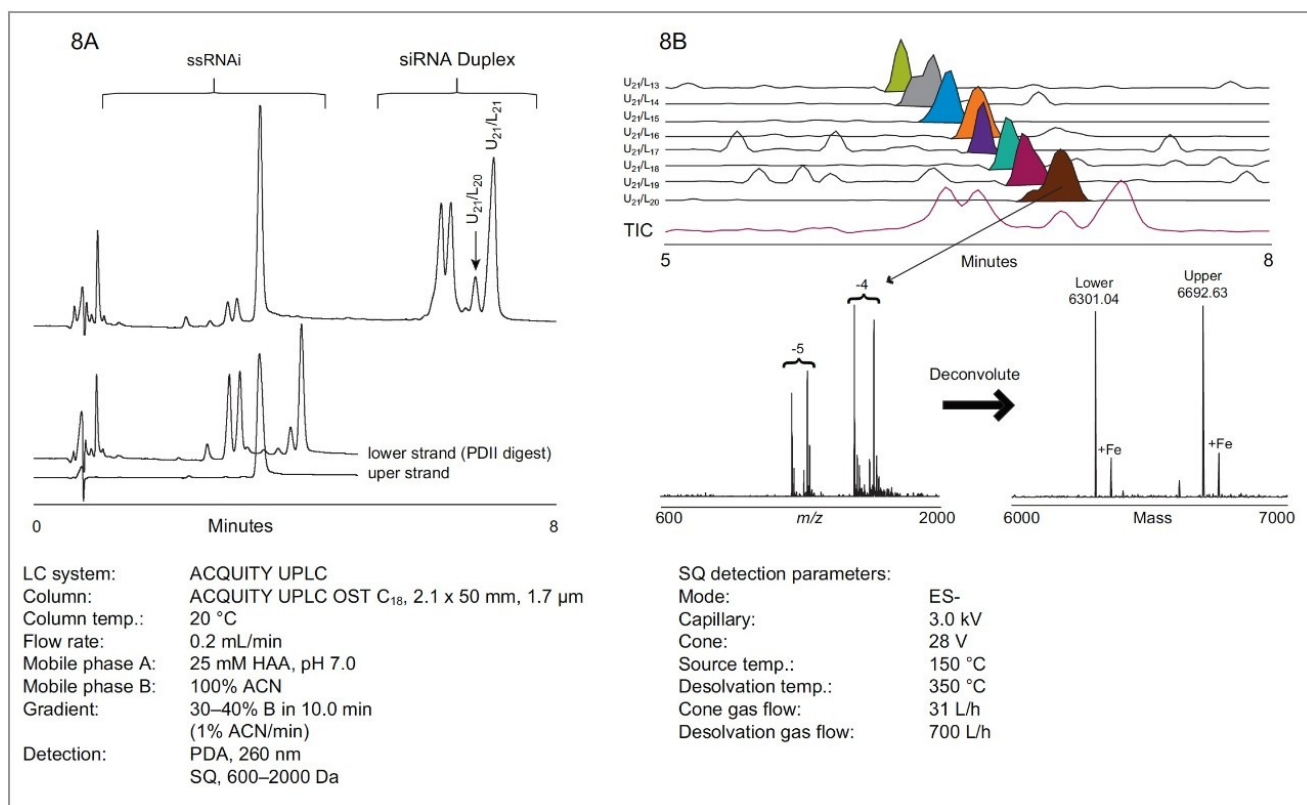 8A
ssRNAi
siRNA Duplex
U21/L20
U21/L21
lower strand (PDII digest)
uper strand
0
Minutes
8
8B
U21/L13
U21/L14
U21/L15
U21/L16
U21/L17
U21/L18
U21/L19
U21/L20
TIC
5
Minutes
8
-5
-4
Deconvolute
Lower
6301.04
Upper
6692.63
+Fe
+Fe
600
m/z
2000
6000
Mass
7000
LC system: ACQUITY UPLC
Column: ACQUITY UPLC OST C18, 2.1 x 50 mm, 1.7 µm
Column temp.: 20 °C
Flow rate: 0.2 mL/min
Mobile phase A: 25 mM HAA, pH 7.0
Mobile phase B: 100% ACN
Gradient: 30–40% B in 10.0 min
(1% ACN/min)
Detection: PDA, 260 nm
SQ, 600–2000 Da
SQ detection parameters:
Mode: ES-
Capillary: 3.0 kV
Cone: 28 V
Source temp.: 150 °C
Desolvation temp.: 350 °C
Cone gas flow: 31 L/h
Desolvation gas flow: 700 L/h